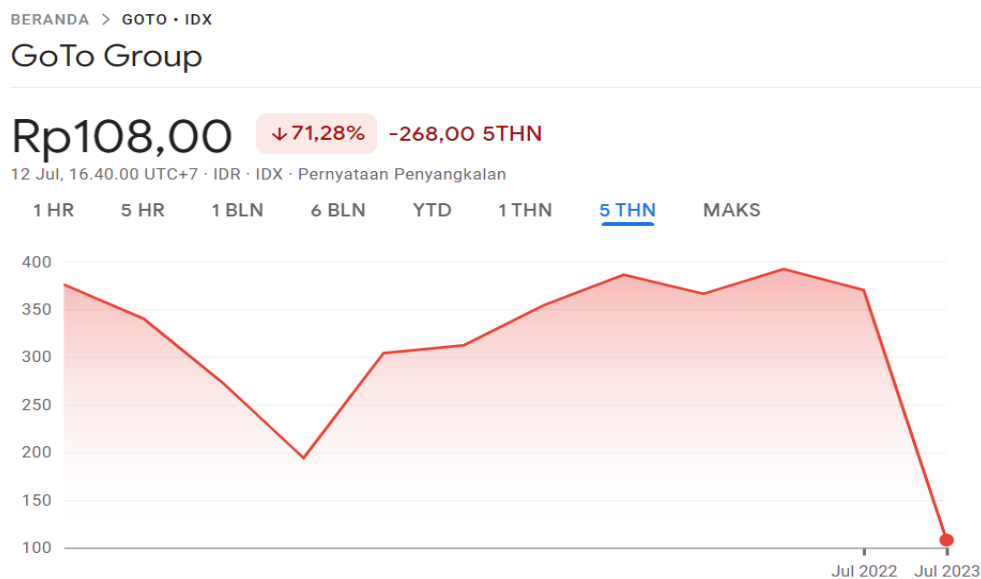 BERANDA > GOTO • IDX
GoTo Group
Rp108,00 ↓71,28% -268,00 5THN
12 Jul, 16.40.00 UTC+7 · IDR · IDX · Pernyataan Penyangkalan
1 HR 5 HR 1 BLN 6 BLN YTD 1 THN 5 THN MAKS
400
350
300
250
200
150
100
Jul 2022 Jul 2023